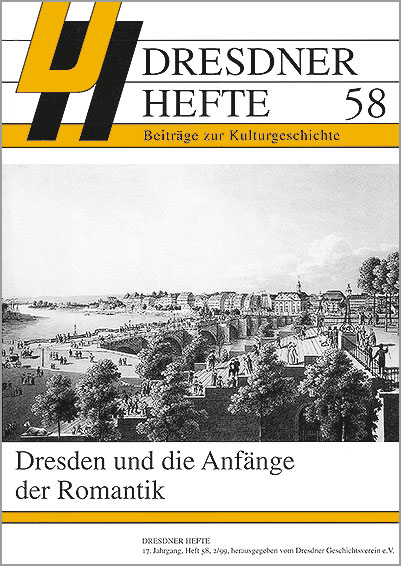 DRESDNER
HEFTE 58
Beiträge zur Kulturgeschichte
Dresden und die Anfänge
der Romantik
DRESDNER HEFTE
17. Jahrgang, Heft 58, 2/99, herausgegeben vom Dresdner Geschichtsverein e.V.